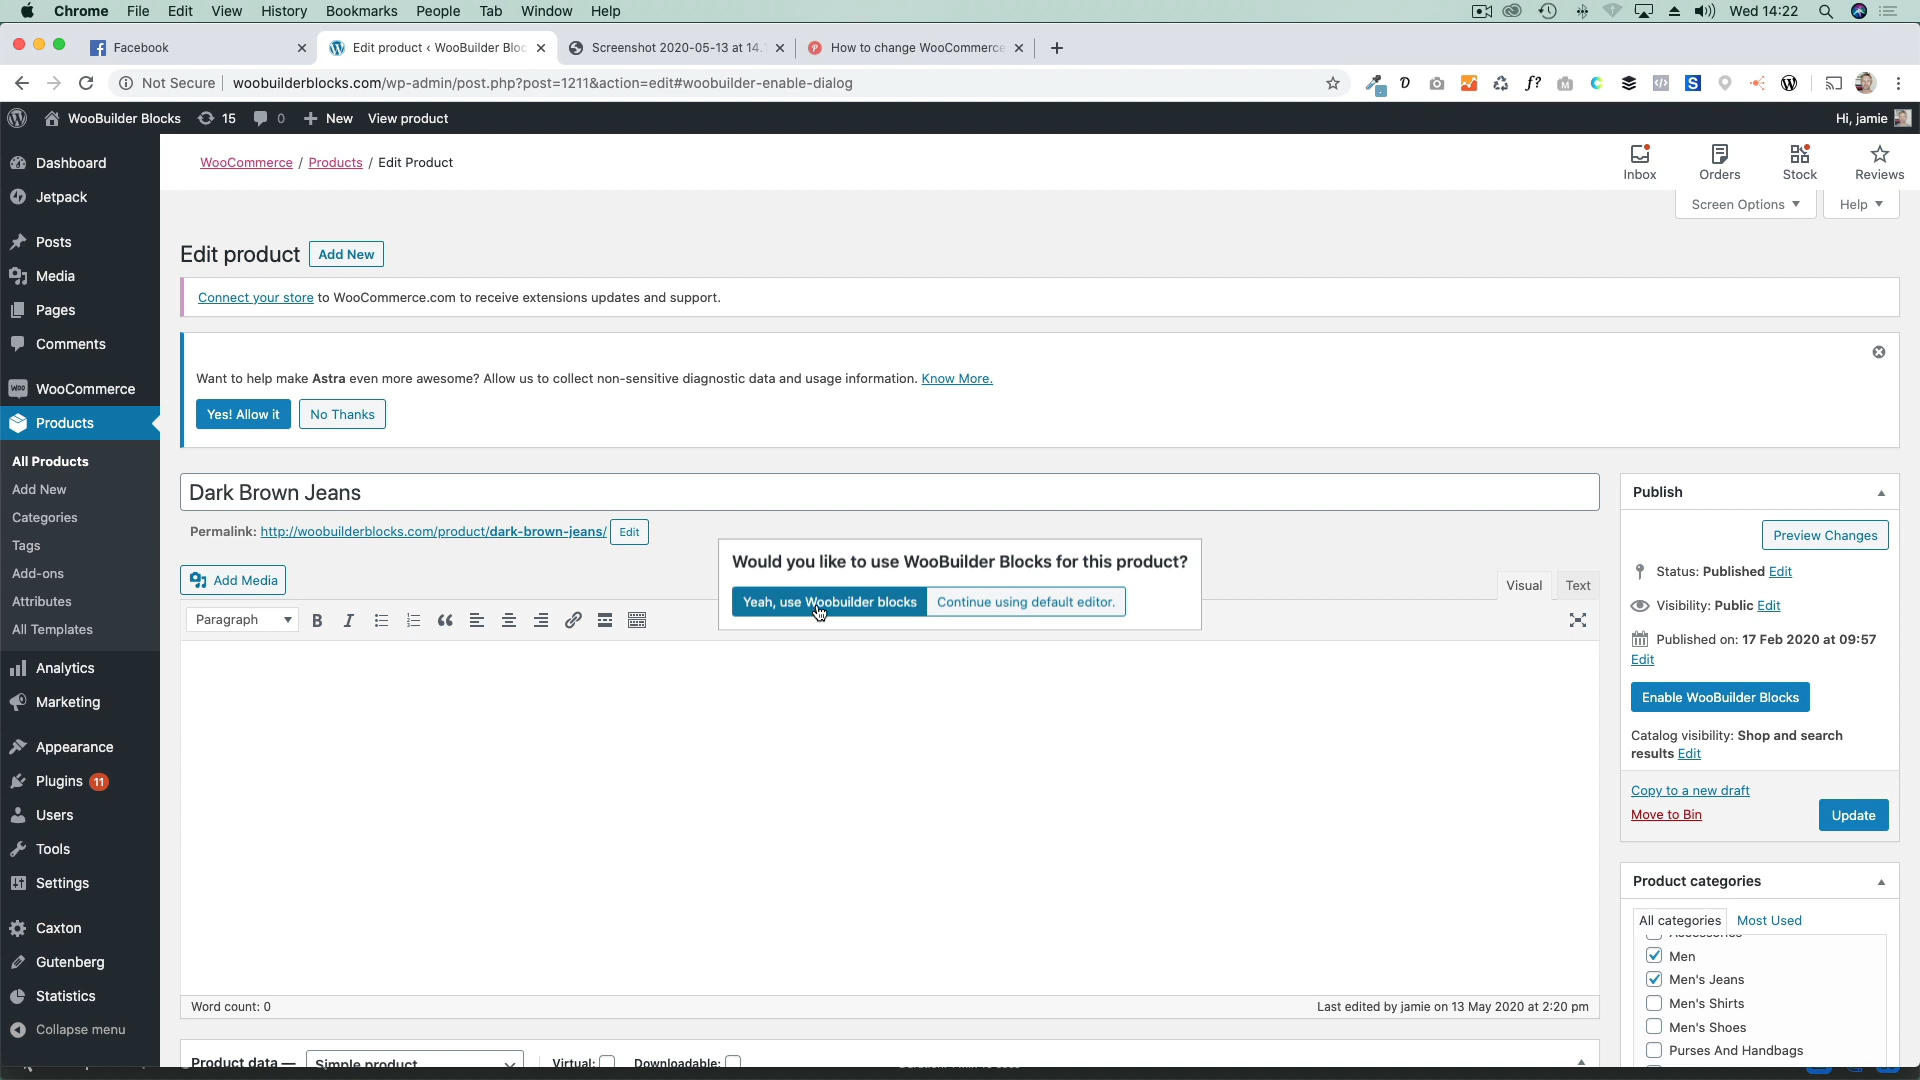 Chrome File Edit View History Bookmarks People Tab Window Help Wed 14:22
Facebook
Edit product ‹ WooBuilder Bloc
Screenshot 2020-05-13 at 14.
How to change WooCommerce
Not Secure woobuilderblocks.com/wp-admin/post.php?post=1211&action=edit#woobuilder-enable-dialog
WooBuilder Blocks 15 0 New View product Hi, jamie
Dashboard
Jetpack
Posts
Media
Pages
Comments
WooCommerce
Products
All Products
Add New
Categories
Tags
Add-ons
Attributes
All Templates
Analytics
Marketing
Appearance
Plugins 11
Users
Tools
Settings
Caxton
Gutenberg
Statistics
Collapse menu
WooCommerce / Products / Edit Product
Inbox Orders Stock Reviews
Screen Options Help
Edit product Add New
Connect your store to WooCommerce.com to receive extensions updates and support.
Want to help make Astra even more awesome? Allow us to collect non-sensitive diagnostic data and usage information. Know More.
Yes! Allow it No Thanks
Dark Brown Jeans
Permalink: http://woobuilderblocks.com/product/dark-brown-jeans/ Edit
Would you like to use WooBuilder Blocks for this product?
Yeah, use Woobuilder blocks Continue using default editor.
Add Media
Visual Text
Paragraph
Word count: 0
Last edited by jamie on 13 May 2020 at 2:20 pm
Product data — Simple product Virtual: Downloadable:
Publish
Preview Changes
Status: Published Edit
Visibility: Public Edit
Published on: 17 Feb 2020 at 09:57
Edit
Enable WooBuilder Blocks
Catalog visibility: Shop and search
results Edit
Copy to a new draft
Move to Bin
Update
Product categories
All categories Most Used
Men
Men's Jeans
Men's Shirts
Men's Shoes
Purses And Handbags